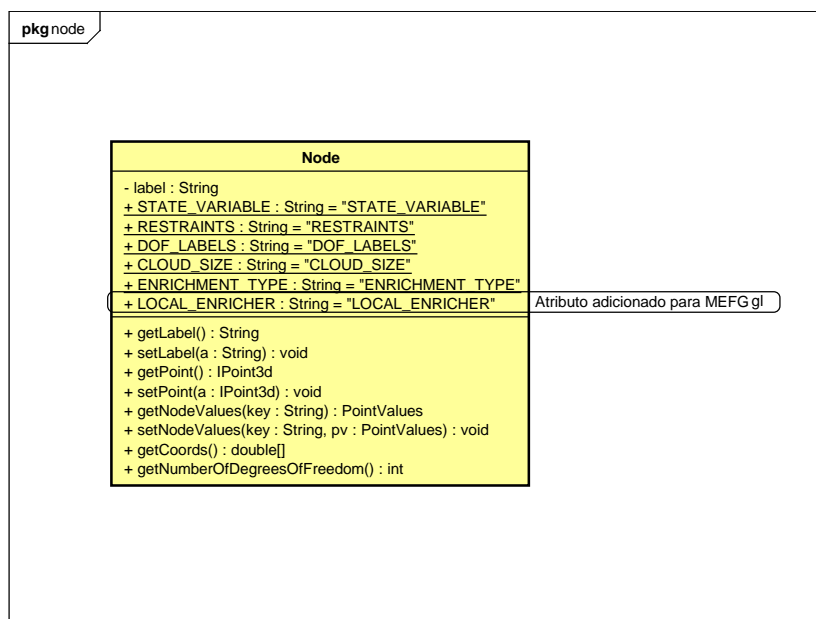 pkg node
Node
- label : String
+ STATE_VARIABLE : String = "STATE_VARIABLE"
+ RESTRAINTS : String = "RESTRAINTS"
+ DOF_LABELS : String = "DOF_LABELS"
+ CLOUD_SIZE : String = "CLOUD_SIZE"
+ ENRICHMENT_TYPE : String = "ENRICHMENT_TYPE"
+ LOCAL_ENRICHER : String = "LOCAL_ENRICHER" Atributo adicionado para MEFG gl
+ getLabel() : String
+ setLabel(a : String) : void
+ getPoint() : IPoint3d
+ setPoint(a : IPoint3d) : void
+ getNodeValues(key : String) : PointValues
+ setNodeValues(key : String, pv : PointValues) : void
+ getCoords() : double[]
+ getNumberOfDegreesOfFreedom() : int